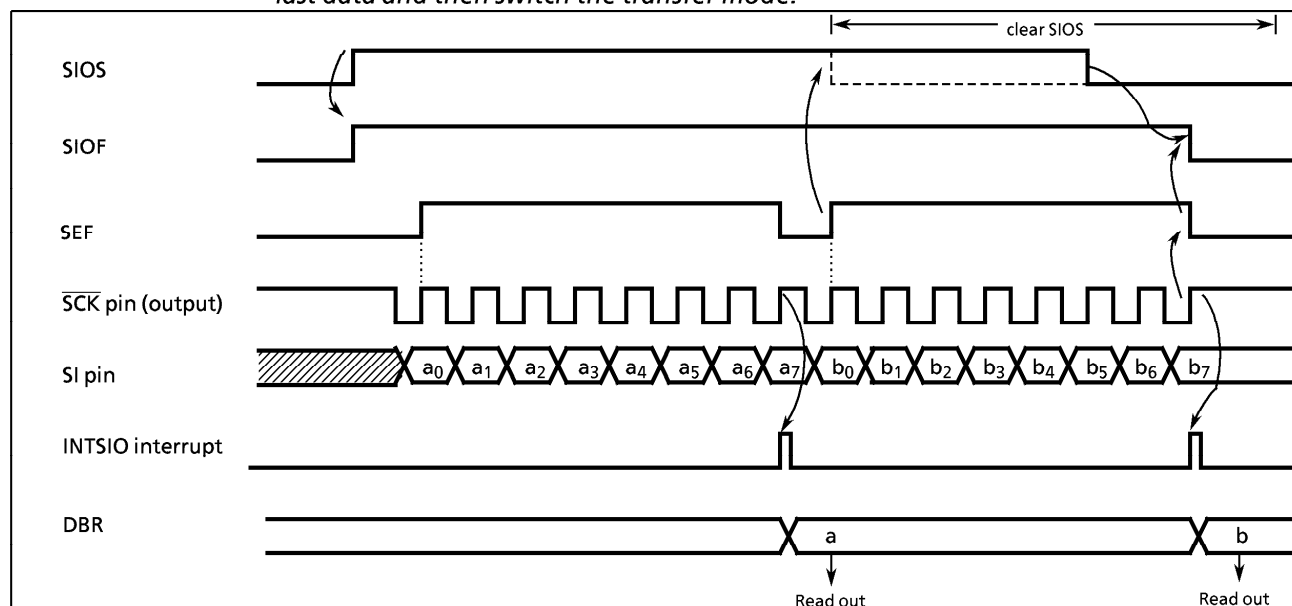 last data and then switch the transfer mode.
clear SIOS
SIOS
SIOF
SEF
SCK pin (output)
SI pin
a0 a1 a2 a3 a4 a5 a6 a7 b0 b1 b2 b3 b4 b5 b6 b7
INTSIO interrupt
DBR
a
b
Read out
Read out